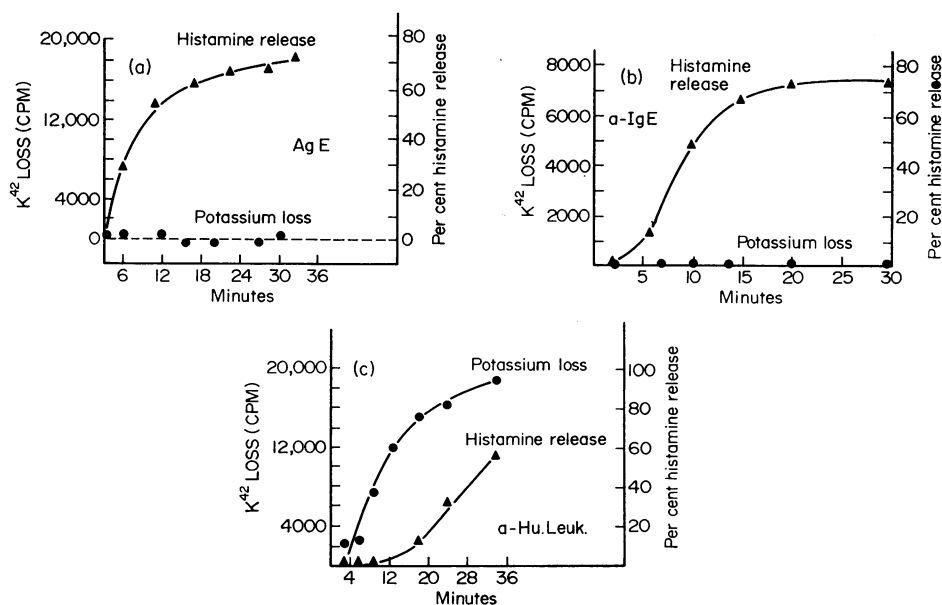 (a)
Histamine release
Ag E
Potassium loss
K⁴² LOSS (CPM)
20,000
12,000
4000
0
Per cent histamine release
80
60
40
20
0
6 12 18 24 30 36
Minutes
(b)
Histamine
release
a-IgE
Potassium loss
K⁴² LOSS (CPM)
8000
6000
4000
2000
Per cent histamine release
80
60
40
20
5 10 15 20 25 30
Minutes
(c)
Potassium loss
Histamine release
a-Hu.Leuk.
K⁴² LOSS (CPM)
20,000
12,000
4000
Per cent histamine release
100
80
60
40
20
4 12 20 28 36
Minutes